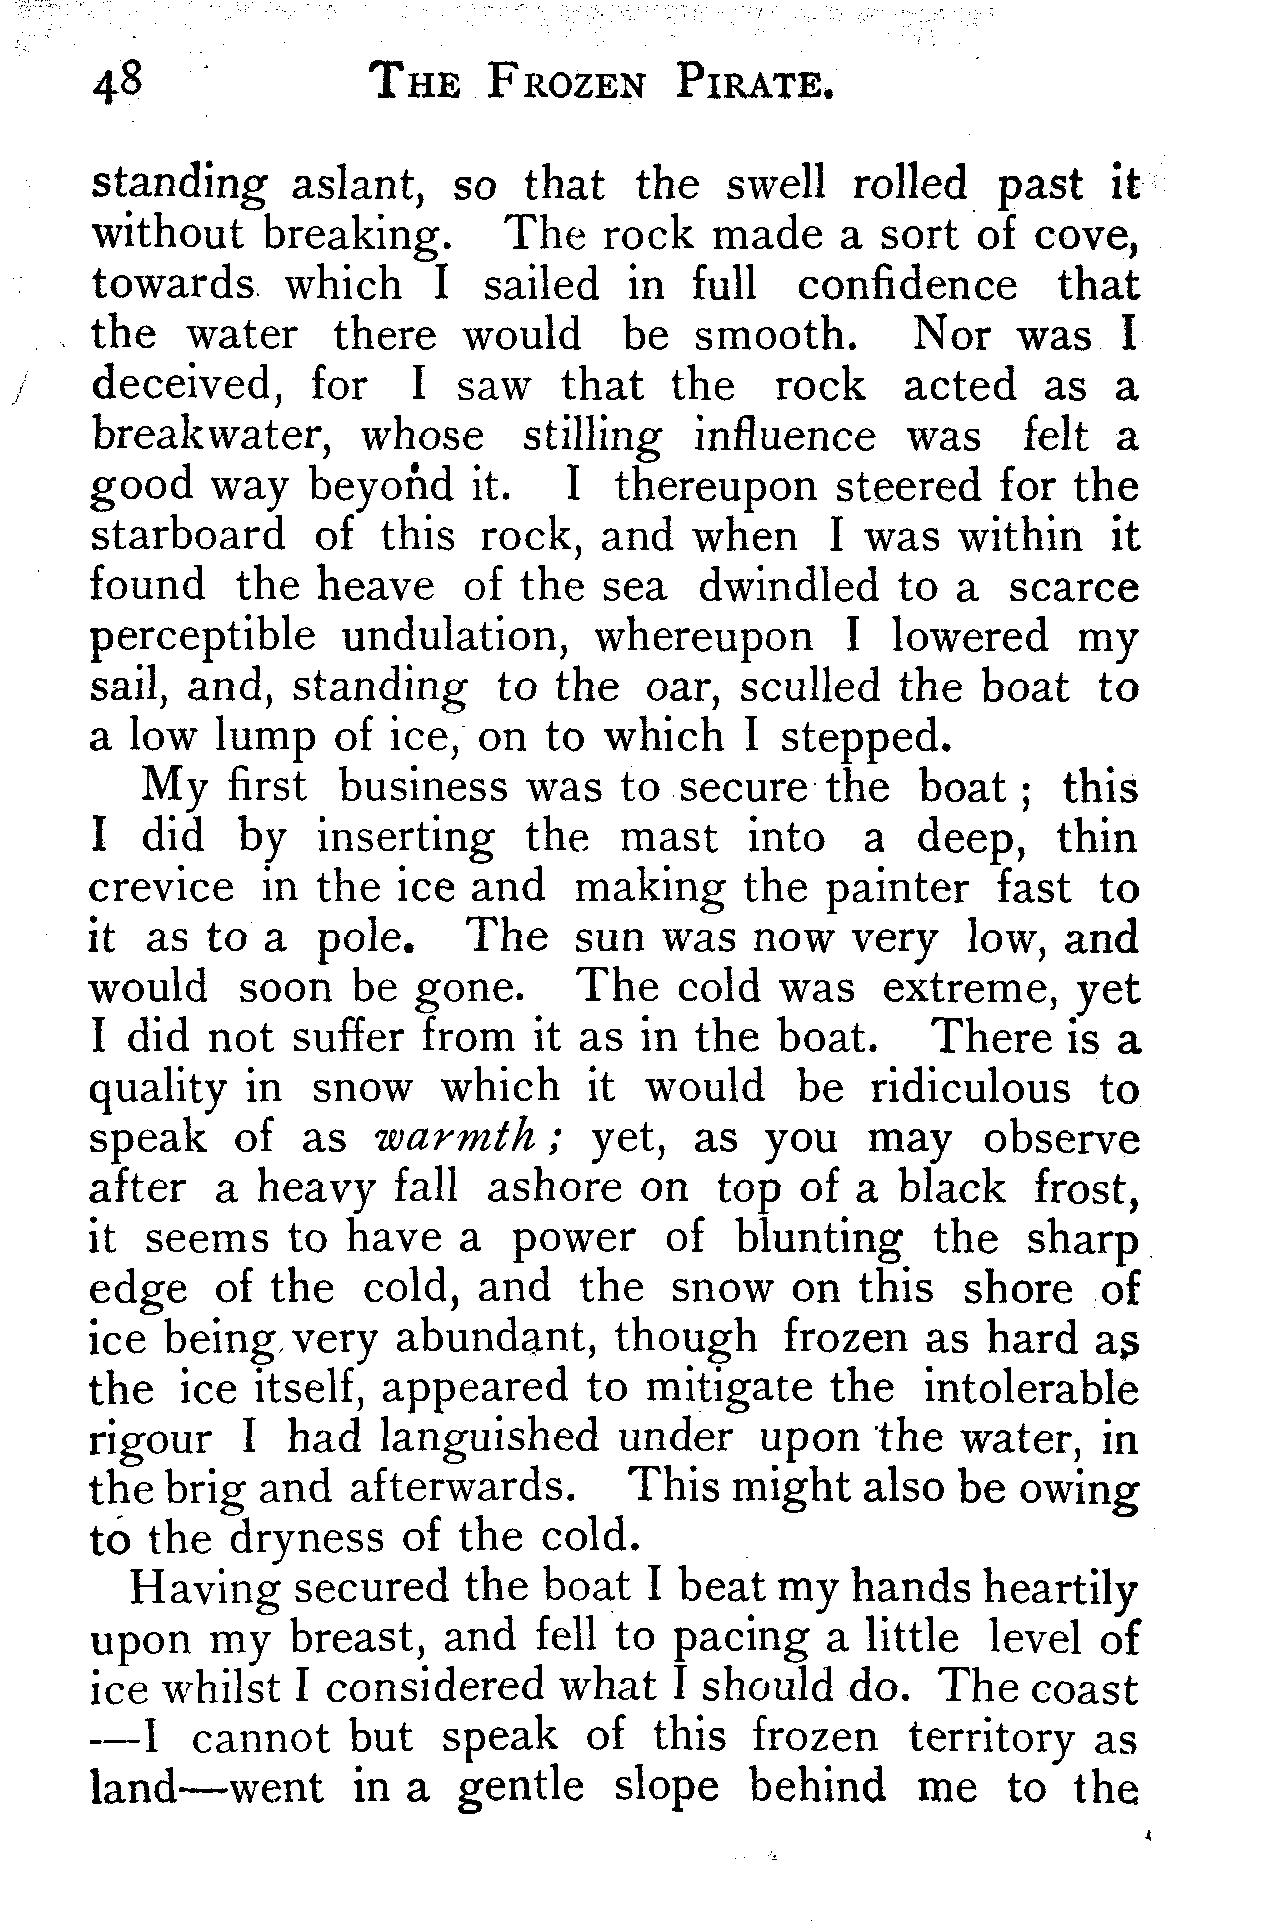 48 THE FROZEN PIRATE.
standing aslant, so that the swell rolled past it
without breaking. The rock made a sort of cove,
towards which I sailed in full confidence that
the water there would be smooth. Nor was I
deceived, for I saw that the rock acted as a
breakwater, whose stilling influence was felt a
good way beyond it. I thereupon steered for the
starboard of this rock, and when I was within it
found the heave of the sea dwindled to a scarce
perceptible undulation, whereupon I lowered my
sail, and, standing to the oar, sculled the boat to
a low lump of ice, on to which I stepped.
My first business was to secure the boat ; this
I did by inserting the mast into a deep, thin
crevice in the ice and making the painter fast to
it as to a pole. The sun was now very low, and
would soon be gone. The cold was extreme, yet
I did not suffer from it as in the boat. There is a
quality in snow which it would be ridiculous to
speak of as warmth ; yet, as you may observe
after a heavy fall ashore on top of a black frost,
it seems to have a power of blunting the sharp
edge of the cold, and the snow on this shore of
ice being very abundant, though frozen as hard as
the ice itself, appeared to mitigate the intolerable
rigour I had languished under upon the water, in
the brig and afterwards. This might also be owing
to the dryness of the cold.
Having secured the boat I beat my hands heartily
upon my breast, and fell to pacing a little level of
ice whilst I considered what I should do. The coast
—I cannot but speak of this frozen territory as
land—went in a gentle slope behind me to the